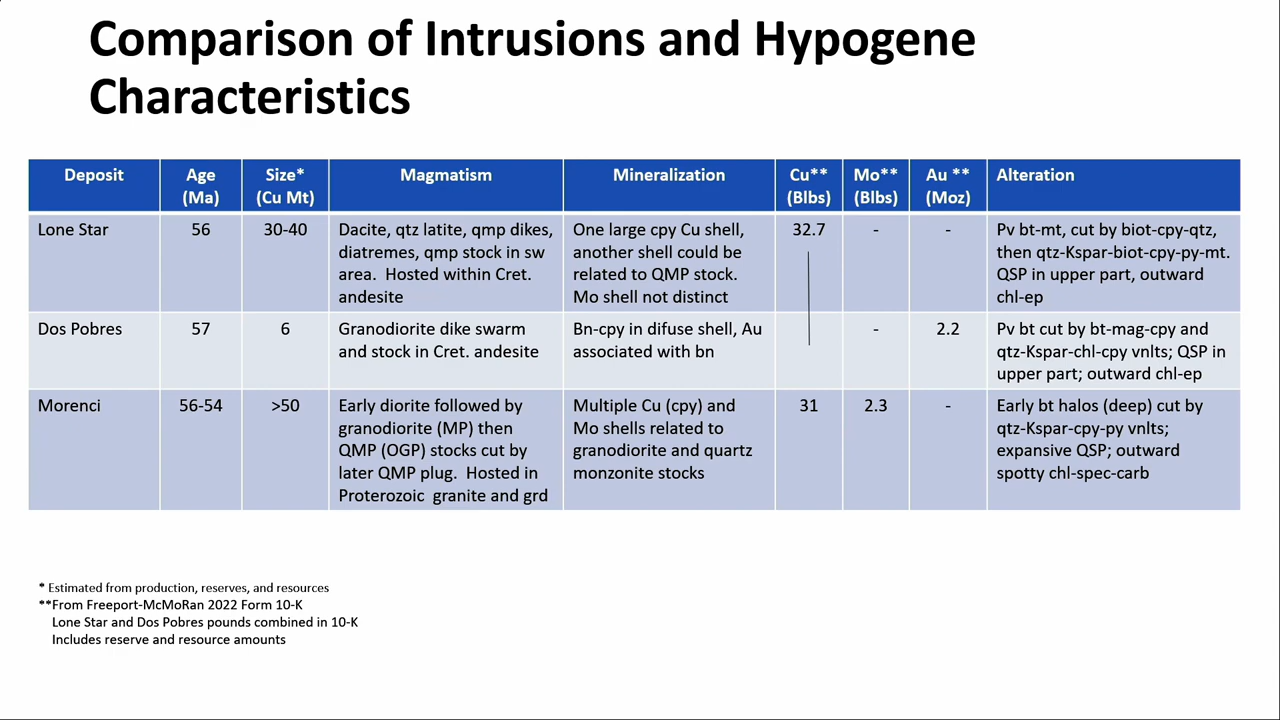 Comparison of Intrusions and Hypogene
Characteristics
Deposit
Age
(Ma)
Size*
(Cu Mt)
Magmatism
Mineralization
Cu**
(Blbs)
Mo**
(Blbs)
Au **
(Moz)
Alteration
Lone Star
56
30-40
Dacite, qtz latite, qmp dikes,
diatremes, qmp stock in sw
area. Hosted within Cret.
andesite
One large cpy Cu shell,
another shell could be
related to QMP stock.
Mo shell not distinct
32.7
-
-
Pv bt-mt, cut by biot-cpy-qtz,
then qtz-Kspar-biot-cpy-py-mt.
QSP in upper part, outward
chl-ep
Dos Pobres
57
6
Granodiorite dike swarm
and stock in Cret. andesite
Bn-cpy in difuse shell, Au
associated with bn
-
2.2
Pv bt cut by bt-mag-cpy and
qtz-Kspar-chl-cpy vnlts; QSP in
upper part; outward chl-ep
Morenci
56-54
>50
Early diorite followed by
granodiorite (MP) then
QMP (OGP) stocks cut by
later QMP plug. Hosted in
Proterozoic granite and grd
Multiple Cu (cpy) and
Mo shells related to
granodiorite and quartz
monzonite stocks
31
2.3
-
Early bt halos (deep) cut by
qtz-Kspar-cpy-py vnlts;
expansive QSP; outward
spotty chl-spec-carb
* Estimated from production, reserves, and resources
**From Freeport-McMoRan 2022 Form 10-K
Lone Star and Dos Pobres pounds combined in 10-K
Includes reserve and resource amounts